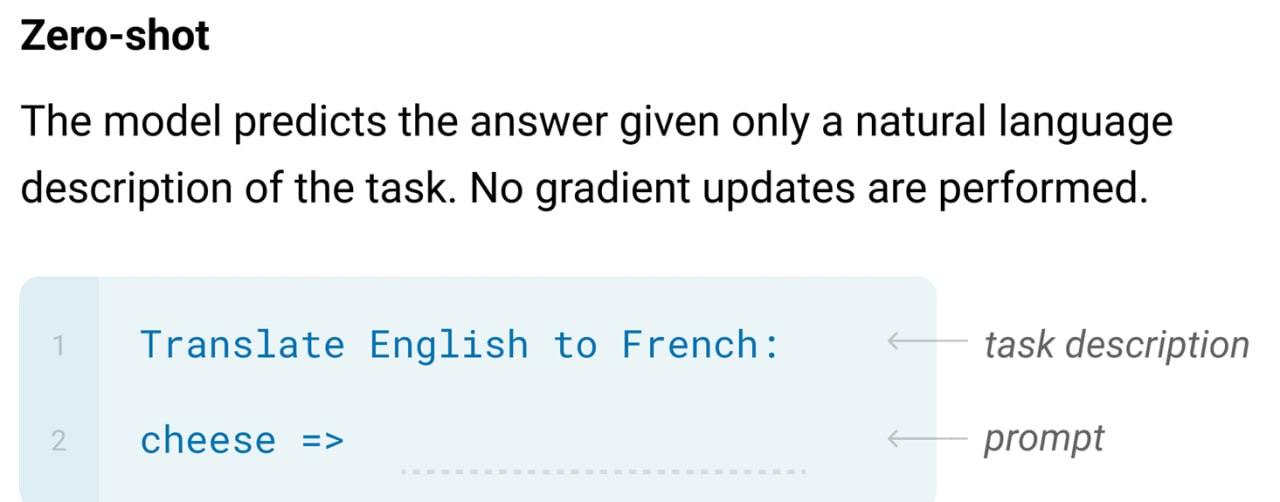 Zero-shot
The model predicts the answer given only a natural language
description of the task. No gradient updates are performed.
1 Translate English to French: task description
2 cheese => prompt